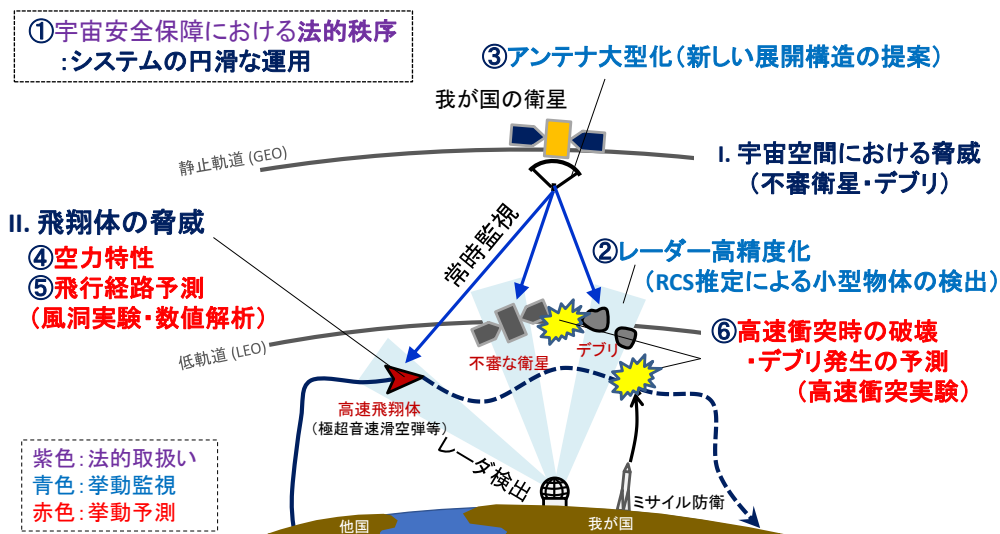 ①宇宙安全保障における法的秩序
：システムの円滑な運用
③アンテナ大型化（新しい展開構造の提案）
我が国の衛星
静止軌道 (GEO)
I. 宇宙空間における脅威
（不審衛星・デブリ）
II. 飛翔体の脅威
④空力特性
⑤飛行経路予測
（風洞実験・数値解析）
常時監視
②レーダー高精度化
（RCS推定による小型物体の検出）
低軌道 (LEO)
不審な衛星
デブリ
⑥高速衝突時の破壊
・デブリ発生の予測
（高速衝突実験）
高速飛翔体
（極超音速滑空弾等）
レーダ検出
ミサイル防衛
紫色：法的取扱い
青色：挙動監視
赤色：挙動予測
他国
我が国